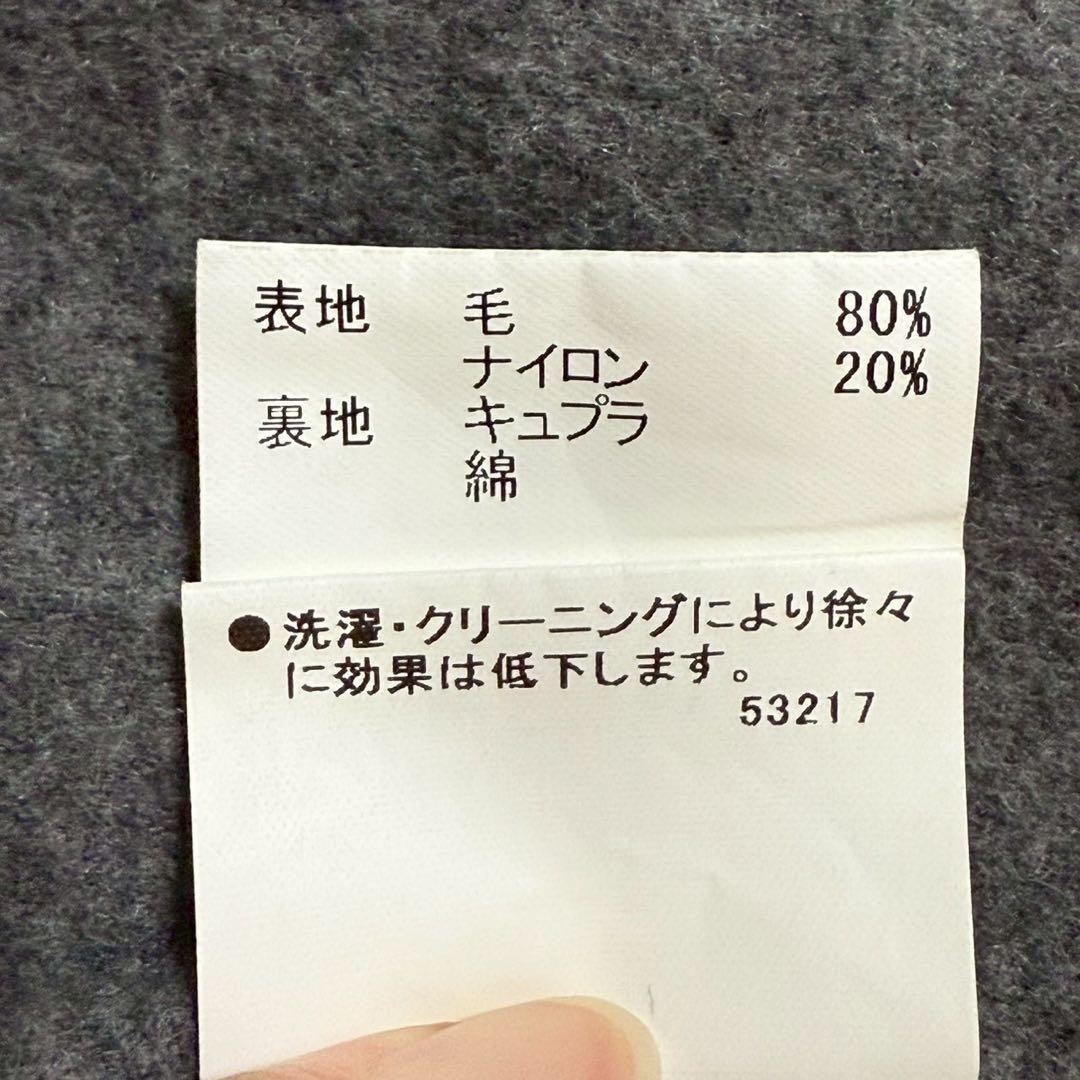 表地 毛 80%
ナイロン 20%
裏地 キュプラ
綿
●洗濯・クリーニングにより徐々
に効果は低下します。
53217